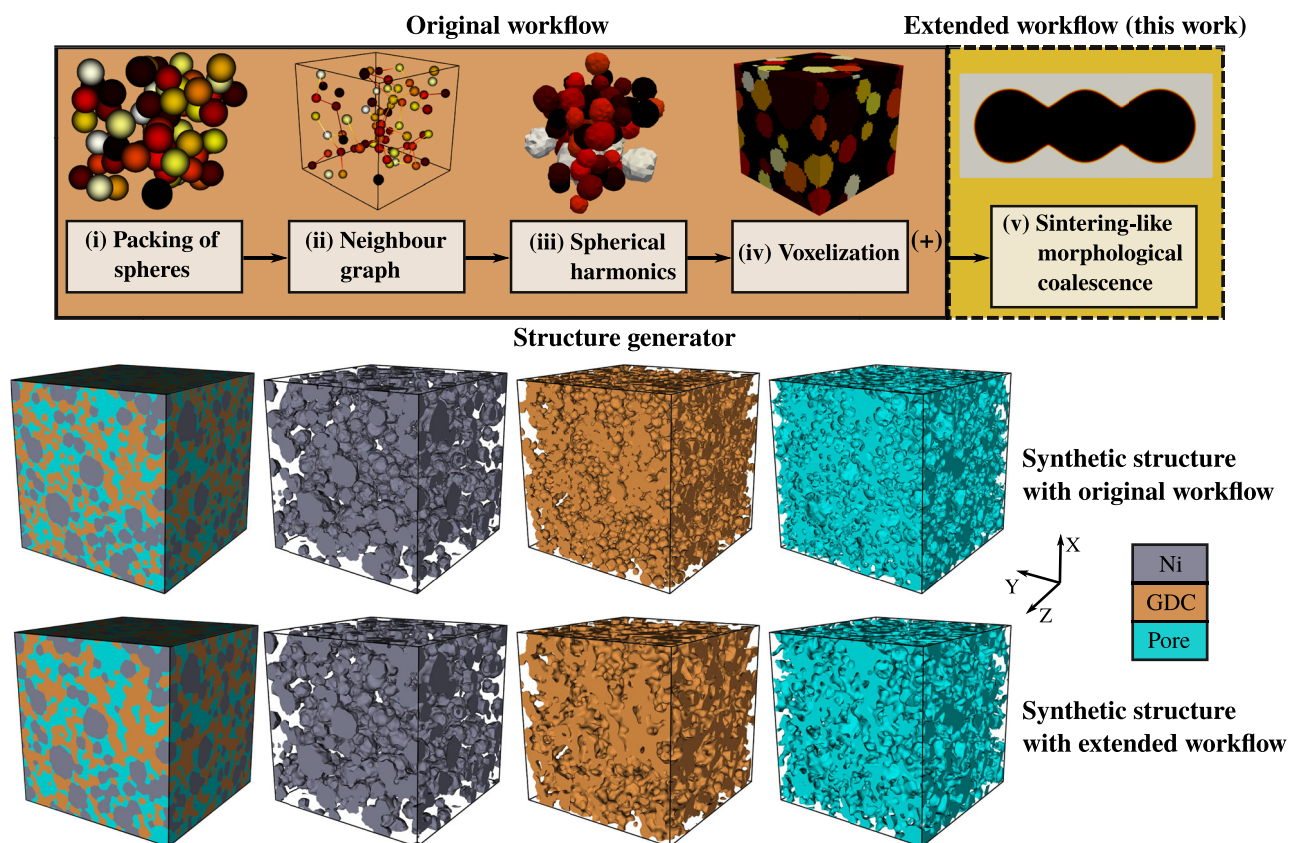 Original workflow
Extended workflow (this work)
(i) Packing of
spheres
(ii) Neighbour
graph
(iii) Spherical
harmonics
(iv) Voxelization
(+)
(v) Sintering-like
morphological
coalescence
Structure generator
Synthetic structure
with original workflow
X
Y
Z
Ni
GDC
Pore
Synthetic structure
with extended workflow